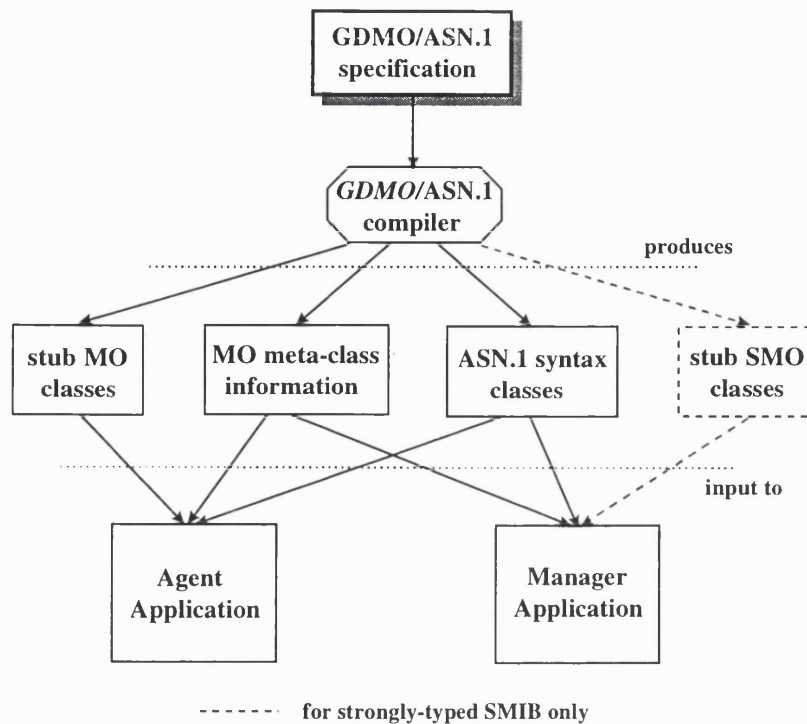 GDMO/ASN.1
specification
GDMO/ASN.1
compiler
produces
stub MO
classes
MO meta-class
information
ASN.1 syntax
classes
stub SMO
classes
input to
Agent
Application
Manager
Application
for strongly-typed SMIB only